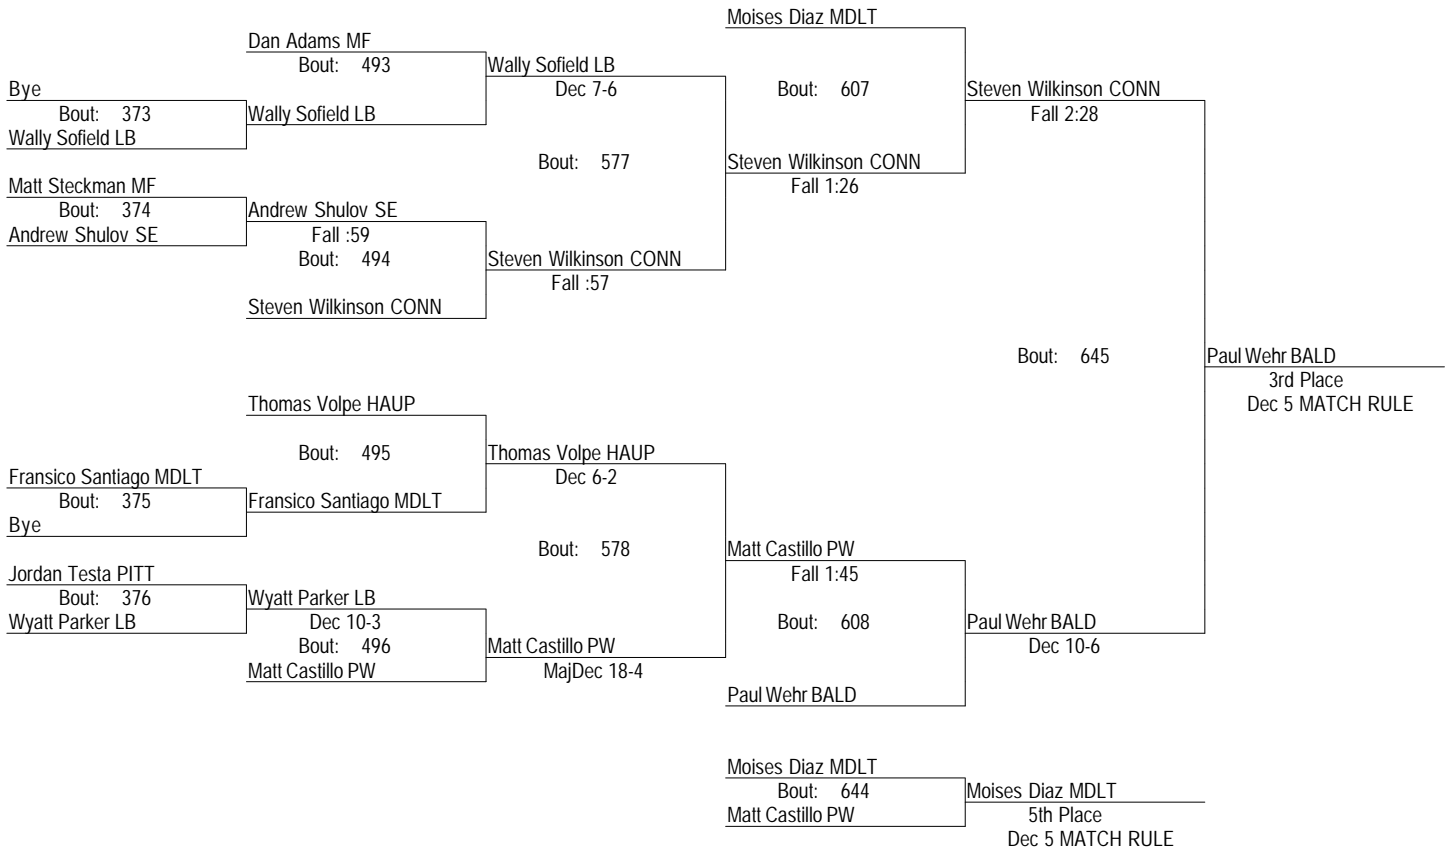 Moises Diaz MDLT
Dan Adams MF
Bout: 493
Wally Sofield LB
Dec 7-6
Bout: 607
Steven Wilkinson CONN
Fall 2:28
Bye
Bout: 373
Wally Sofield LB
Wally Sofield LB
Bout: 577
Steven Wilkinson CONN
Fall 1:26
Matt Steckman MF
Bout: 374
Andrew Shulov SE
Andrew Shulov SE
Fall :59
Bout: 494
Steven Wilkinson CONN
Fall :57
Steven Wilkinson CONN
Bout: 645
Paul Wehr BALD
3rd Place
Dec 5 MATCH RULE
Thomas Volpe HAUP
Bout: 495
Thomas Volpe HAUP
Dec 6-2
Fransico Santiago MDLT
Bout: 375
Fransico Santiago MDLT
Bye
Bout: 578
Matt Castillo PW
Fall 1:45
Jordan Testa PITT
Bout: 376
Wyatt Parker LB
Wyatt Parker LB
Dec 10-3
Bout: 496
Matt Castillo PW
Matt Castillo PW
MajDec 18-4
Bout: 608
Paul Wehr BALD
Dec 10-6
Paul Wehr BALD
Moises Diaz MDLT
Bout: 644
Matt Castillo PW
Moises Diaz MDLT
5th Place
Dec 5 MATCH RULE